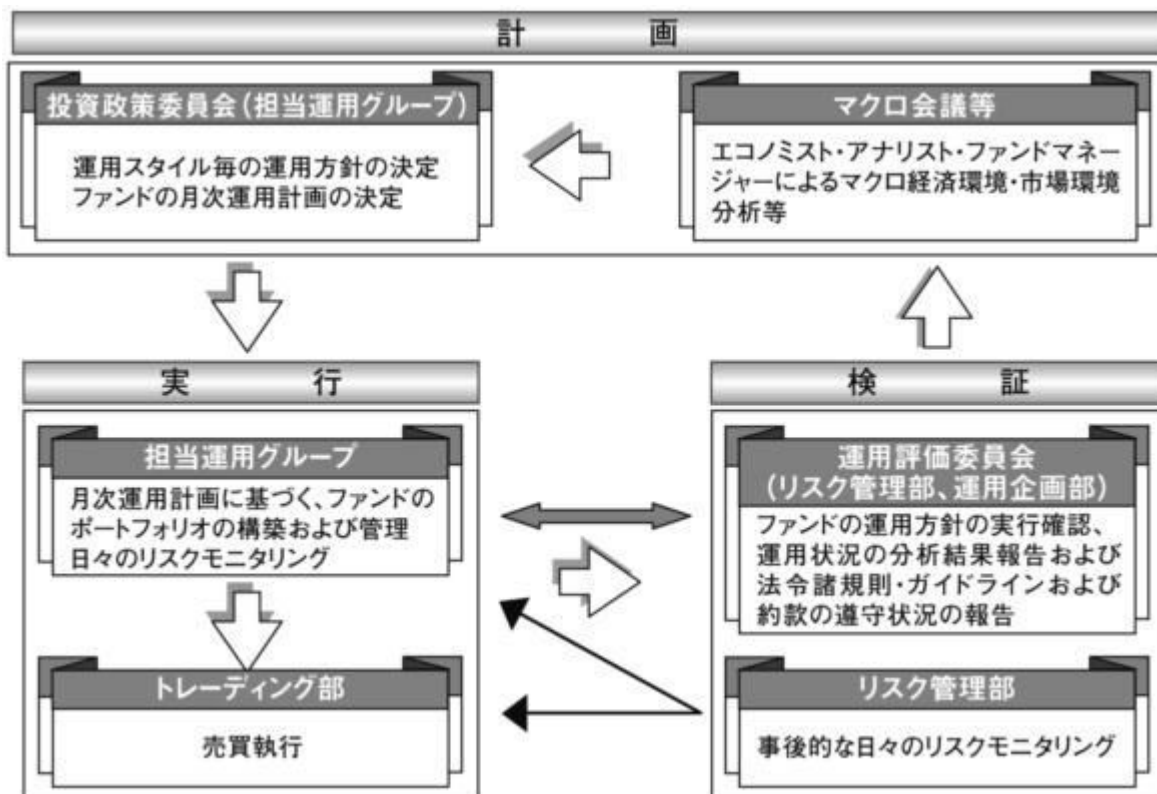 計画
投資政策委員会(担当運用グループ)
運用スタイル毎の運用方針の決定
ファンドの月次運用計画の決定
マクロ会議等
エコノミスト・アナリスト・ファンドマネー
ジャーによるマクロ経済環境・市場環境
分析等
実行
担当運用グループ
月次運用計画に基づく、ファンドの
ポートフォリオの構築および管理
日々のリスクモニタリング
トレーディング部
売買執行
検証
運用評価委員会
(リスク管理部、運用企画部)
ファンドの運用方針の実行確認、
運用状況の分析結果報告および
法令諸規則・ガイドラインおよび
約款の遵守状況の報告
リスク管理部
事後的な日々のリスクモニタリング